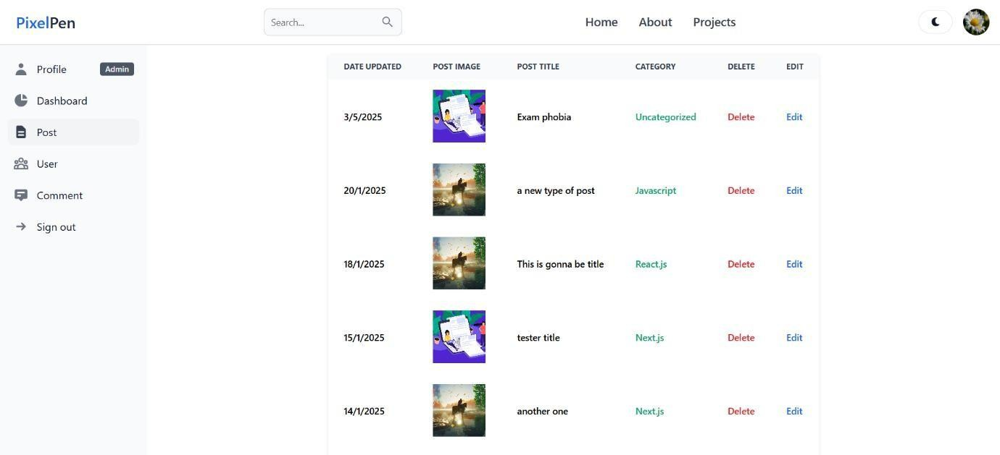 PixelPen
Search...
Home About Projects
Profile Admin
Dashboard
Post
User
Comment
Sign out
DATE UPDATED POST IMAGE POST TITLE CATEGORY DELETE EDIT
3/5/2025 Exam phobia Uncategorized Delete Edit
20/1/2025 a new type of post Javascript Delete Edit
18/1/2025 This is gonna be title React.js Delete Edit
15/1/2025 tester title Next.js Delete Edit
14/1/2025 another one Next.js Delete Edit